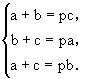 a + b = pc,
b + c = pa,
a + c = pb.